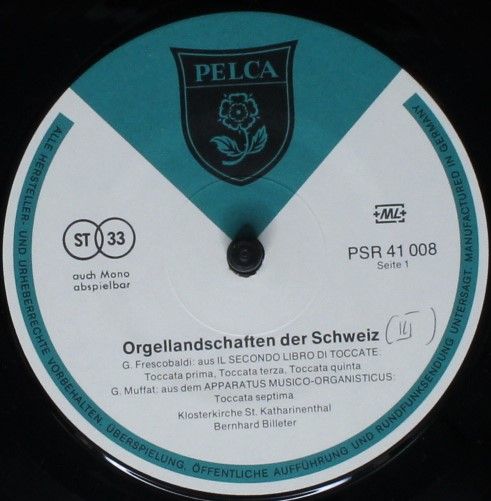 PELCA
ST 33
auch Mono
abspielbar
+ML+
PSR 41 008
Seite 1
Orgellandschaften der Schweiz (II)
G. Frescobaldi: aus IL SECONDO LIBRO DI TOCCATE:
Toccata prima, Toccata terza, Toccata quinta
G. Muffat: aus dem APPARATUS MUSICO-ORGANISTICUS:
Toccata septima
Klosterkirche St. Katharinenthal
Bernhard Billeter
ALLE HERSTELLER- UND URHEBERRECHTE VORBEHALTEN. ÜBERSPIELUNG, ÖFFENTLICHE AUFFÜHRUNG UND RUNDFUNKSENDUNG UNTERSAGT. MANUFACTURED IN GERMANY